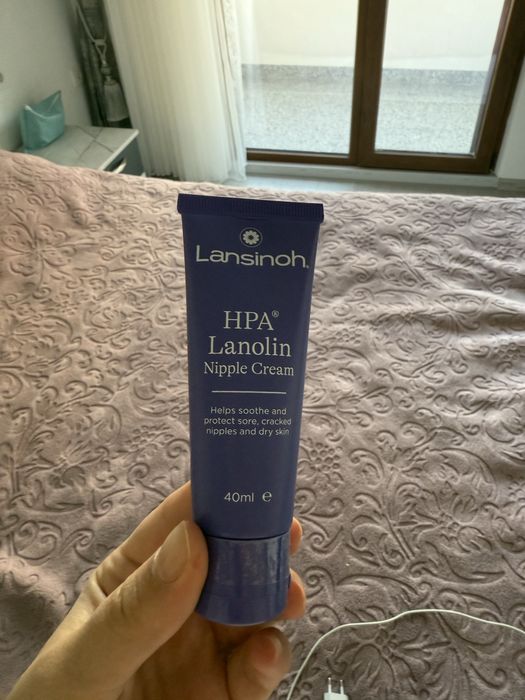 Lansinoh®
HPA®
Lanolin
Nipple Cream
Helps soothe and
protect sore, cracked
nipples and dry skin
40ml ℮